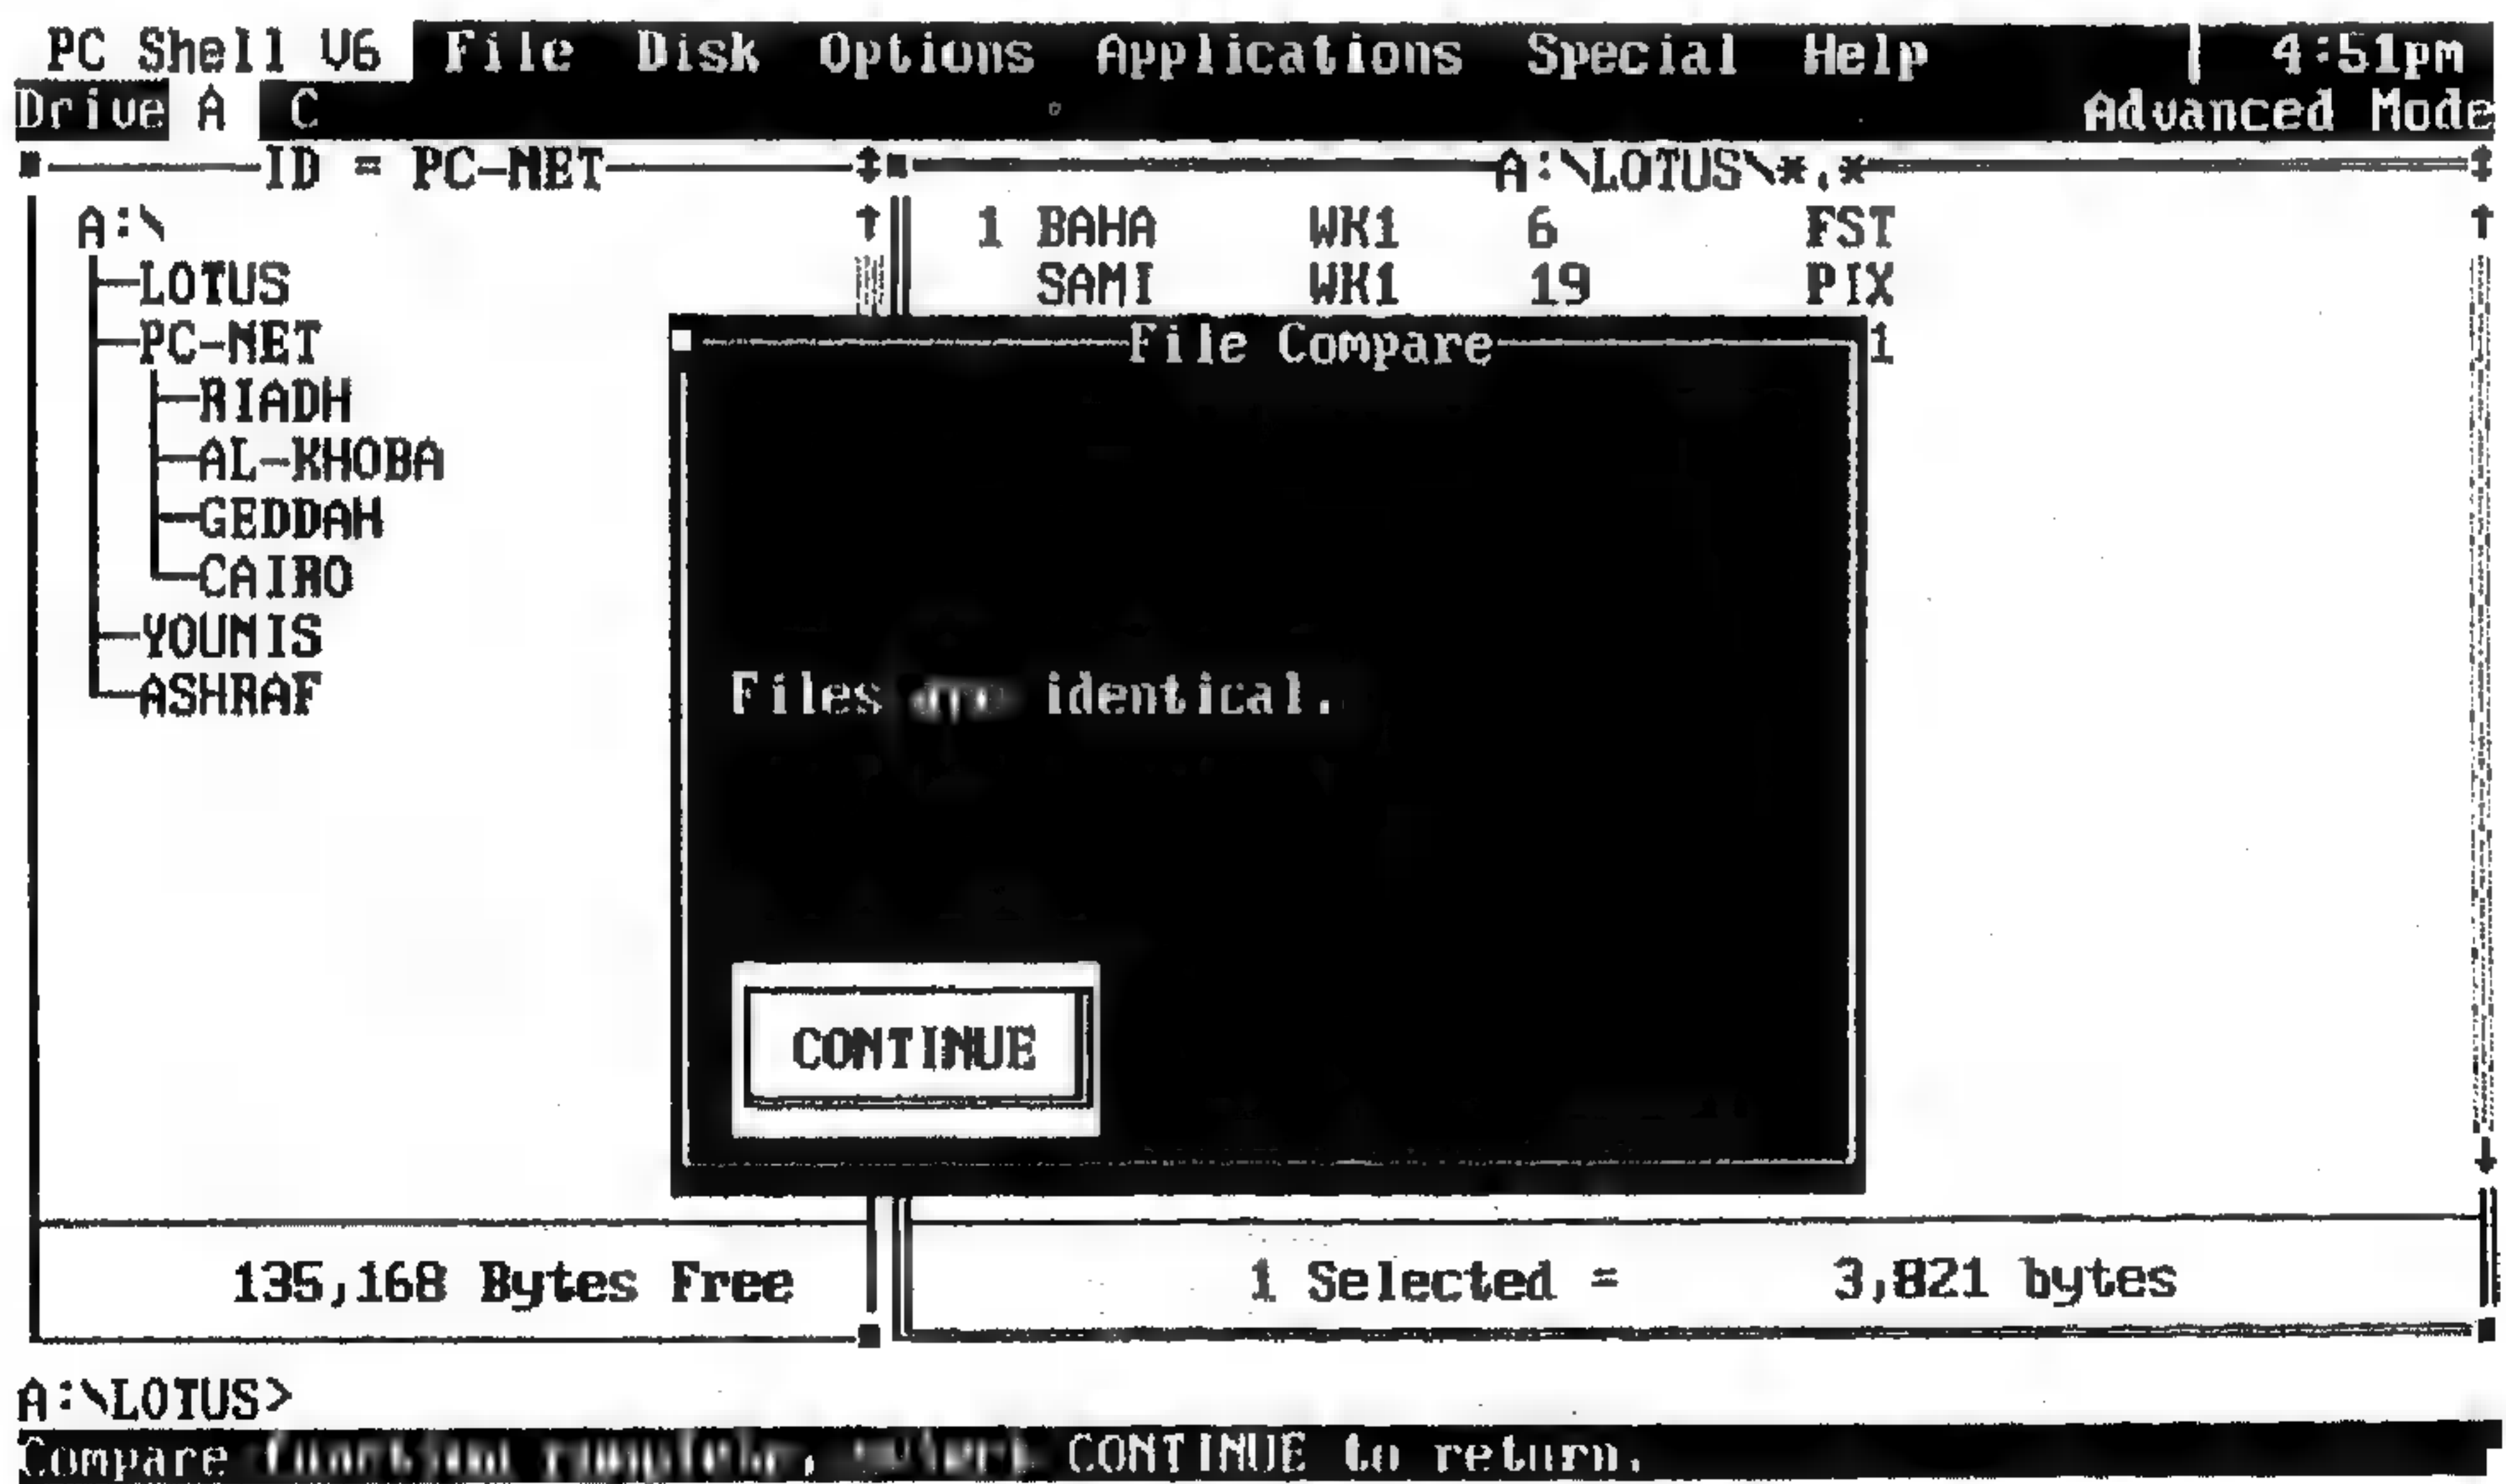 PC Shell V6 File Disk Options Applications Special Help 4:51pm
Drive A C Advanced Mode
ID = PC-NET
A:\
LOTUS
PC-NET
RIADH
AL-KHOBA
GEDDAH
CAIRO
YOUNIS
ASHRAF
135,168 Bytes Free
A:\LOTUS\*.*
1 BAHA WK1 6 FST
SAMI WK1 19 PIX
1
File Compare
Files identical.
CONTINUE
1 Selected = 3,821 bytes
A:\LOTUS>
Compare CONTINUE to return.